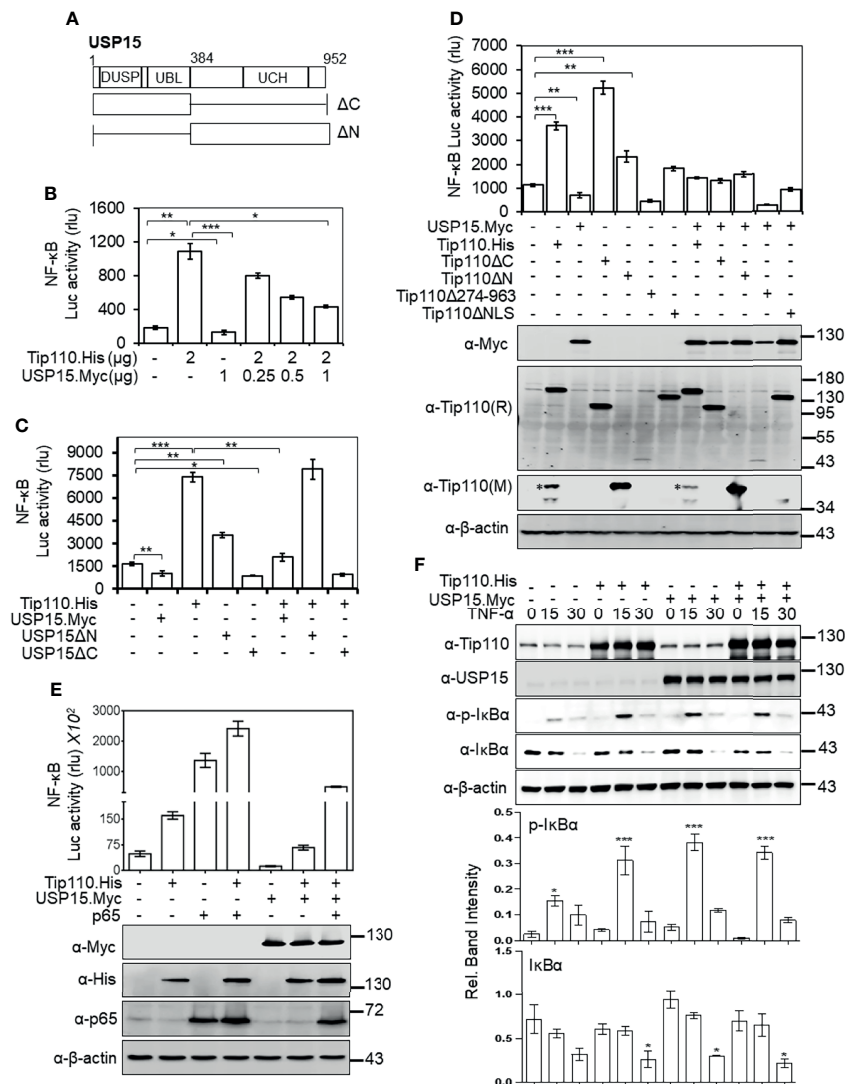 A
USP15
1 384 952
DUSP UBL UCH
ΔC
ΔN
B
NF-κB
Luc activity (rlu)
1600
1200
800
400
0
** *
* ***
Tip110.His (μg) - 2 - 2 2 2
USP15.Myc(μg) - - 1 0.25 0.5 1
C
NF-κB
Luc activity (rlu)
9000
7500
6000
4500
3000
1500
0
*** **
**
*
**
Tip110.His - - + - - + + +
USP15.Myc - + - - - + - -
USP15ΔN - - - + - - + -
USP15ΔC - - - - + - - +
D
NF-κB Luc activity (rlu)
7000
6000
5000
4000
3000
2000
1000
0
***
**
**
***
USP15.Myc - - + - - - - + + + + +
Tip110.His - + - - - - - + - - - -
Tip110ΔC - - - + - - - - + - - -
Tip110ΔN - - - - + - - - - + - -
Tip110Δ274-963 - - - - - + - - - - + -
Tip110ΔNLS - - - - - - + - - - - +
α-Myc 130
α-Tip110(R) 180
130
95
55
43
α-Tip110(M) * * 34
α-β-actin 43
E
NF-κB
Luc activity (rlu) X10²
3000
2000
1000
150
75
0
Tip110.His - + - + - + +
USP15.Myc - - - - + + +
p65 - - + + - - +
α-Myc 130
α-His 130
α-p65 72
α-β-actin 43
F
Tip110.His - - - + + + - - - + + +
USP15.Myc - - - - - - + + + + + +
TNF-α 0 15 30 0 15 30 0 15 30 0 15 30
α-Tip110 130
α-USP15 130
α-p-IκBα 43
α-IκBα 43
α-β-actin 43
Rel. Band Intensity
p-IκBα
0.5
0.4
0.3
0.2
0.1
0.0
* *** *** ***
IκBα
1.5
1.0
0.5
0.0
* * *